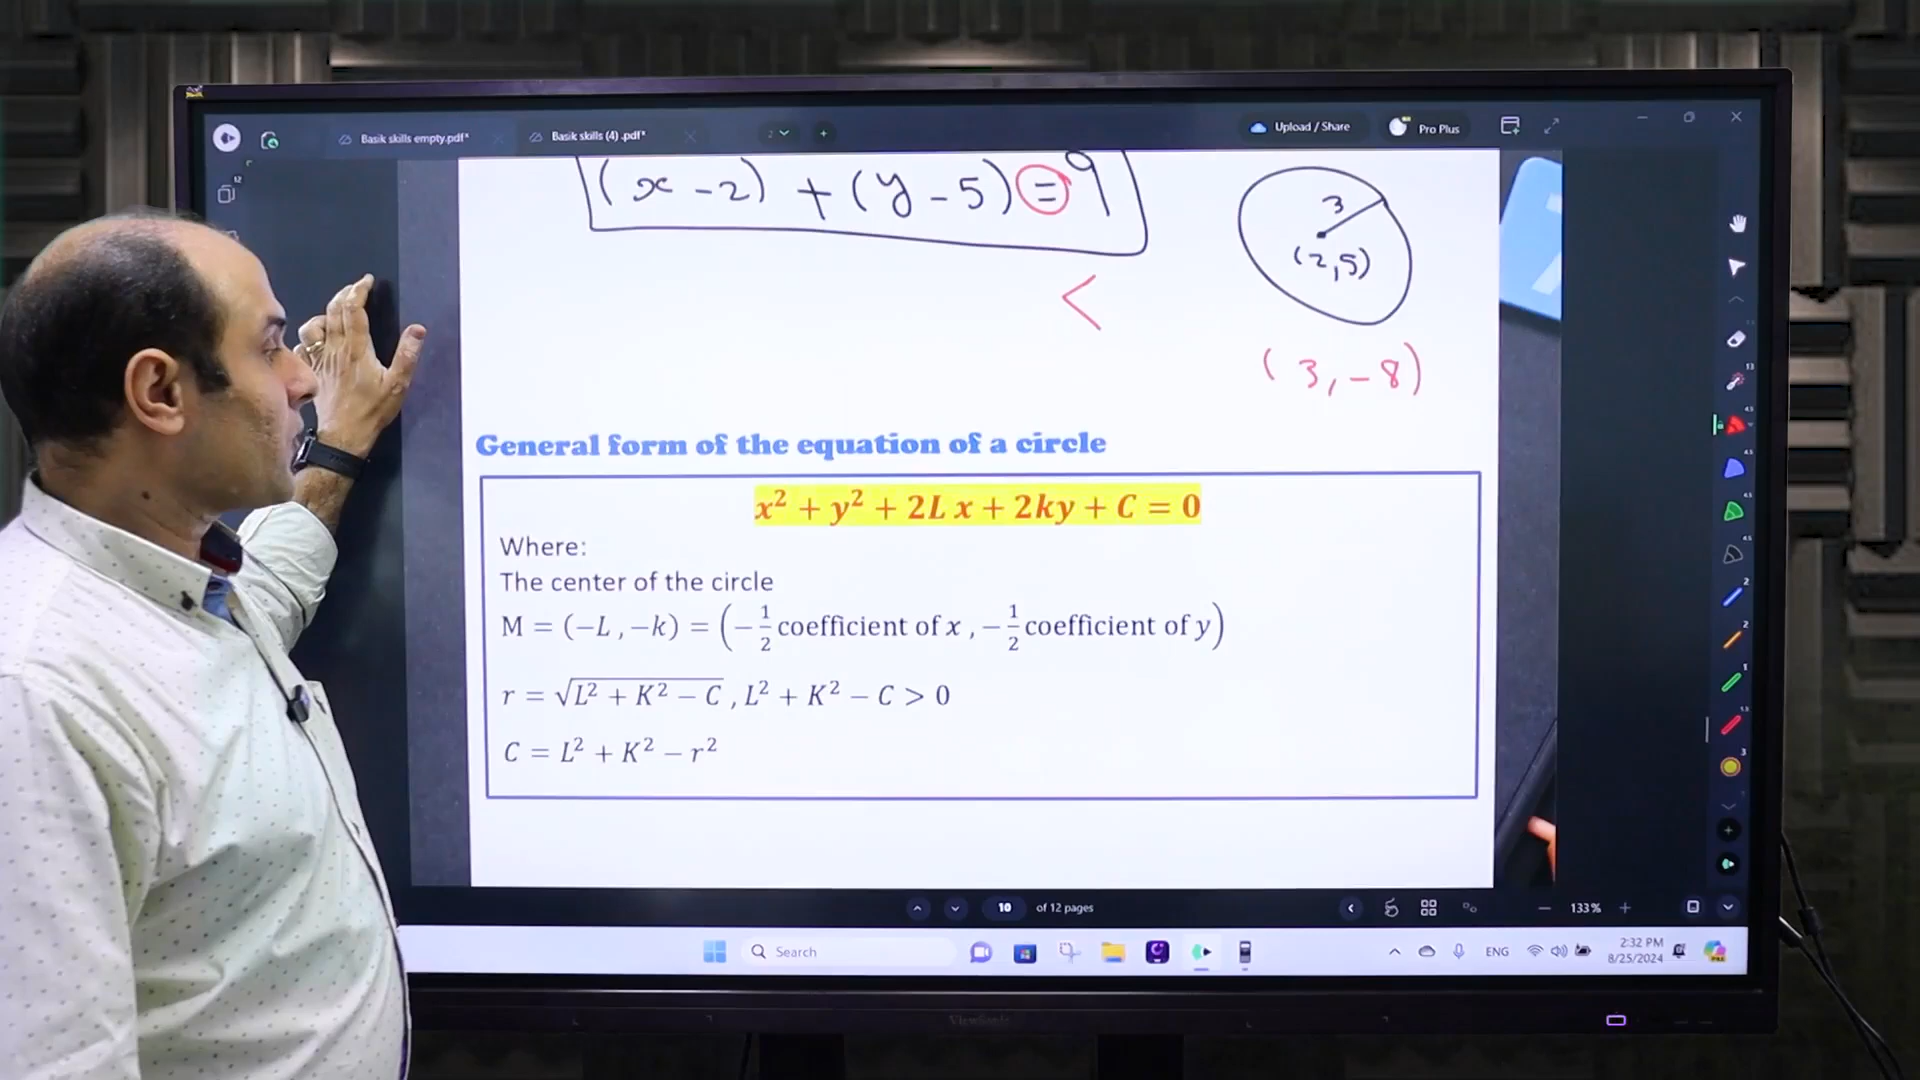 Basik skills empty.pdf*
Basik skills (4) .pdf*
2
+
Upload / Share
Pro Plus
12
(x - 2) + (y - 5) = 9
3
(2,5)
<
(3, -8)
General form of the equation of a circle
x² + y² + 2L x + 2ky + C = 0
Where:
The center of the circle
M = (−L , −k) = (−1/2 coefficient of x , −1/2 coefficient of y)
r = √(L² + K² − C) , L² + K² − C > 0
C = L² + K² − r²
10 of 12 pages
133%
Search
ENG
2:32 PM
8/25/2024
ViewSonic